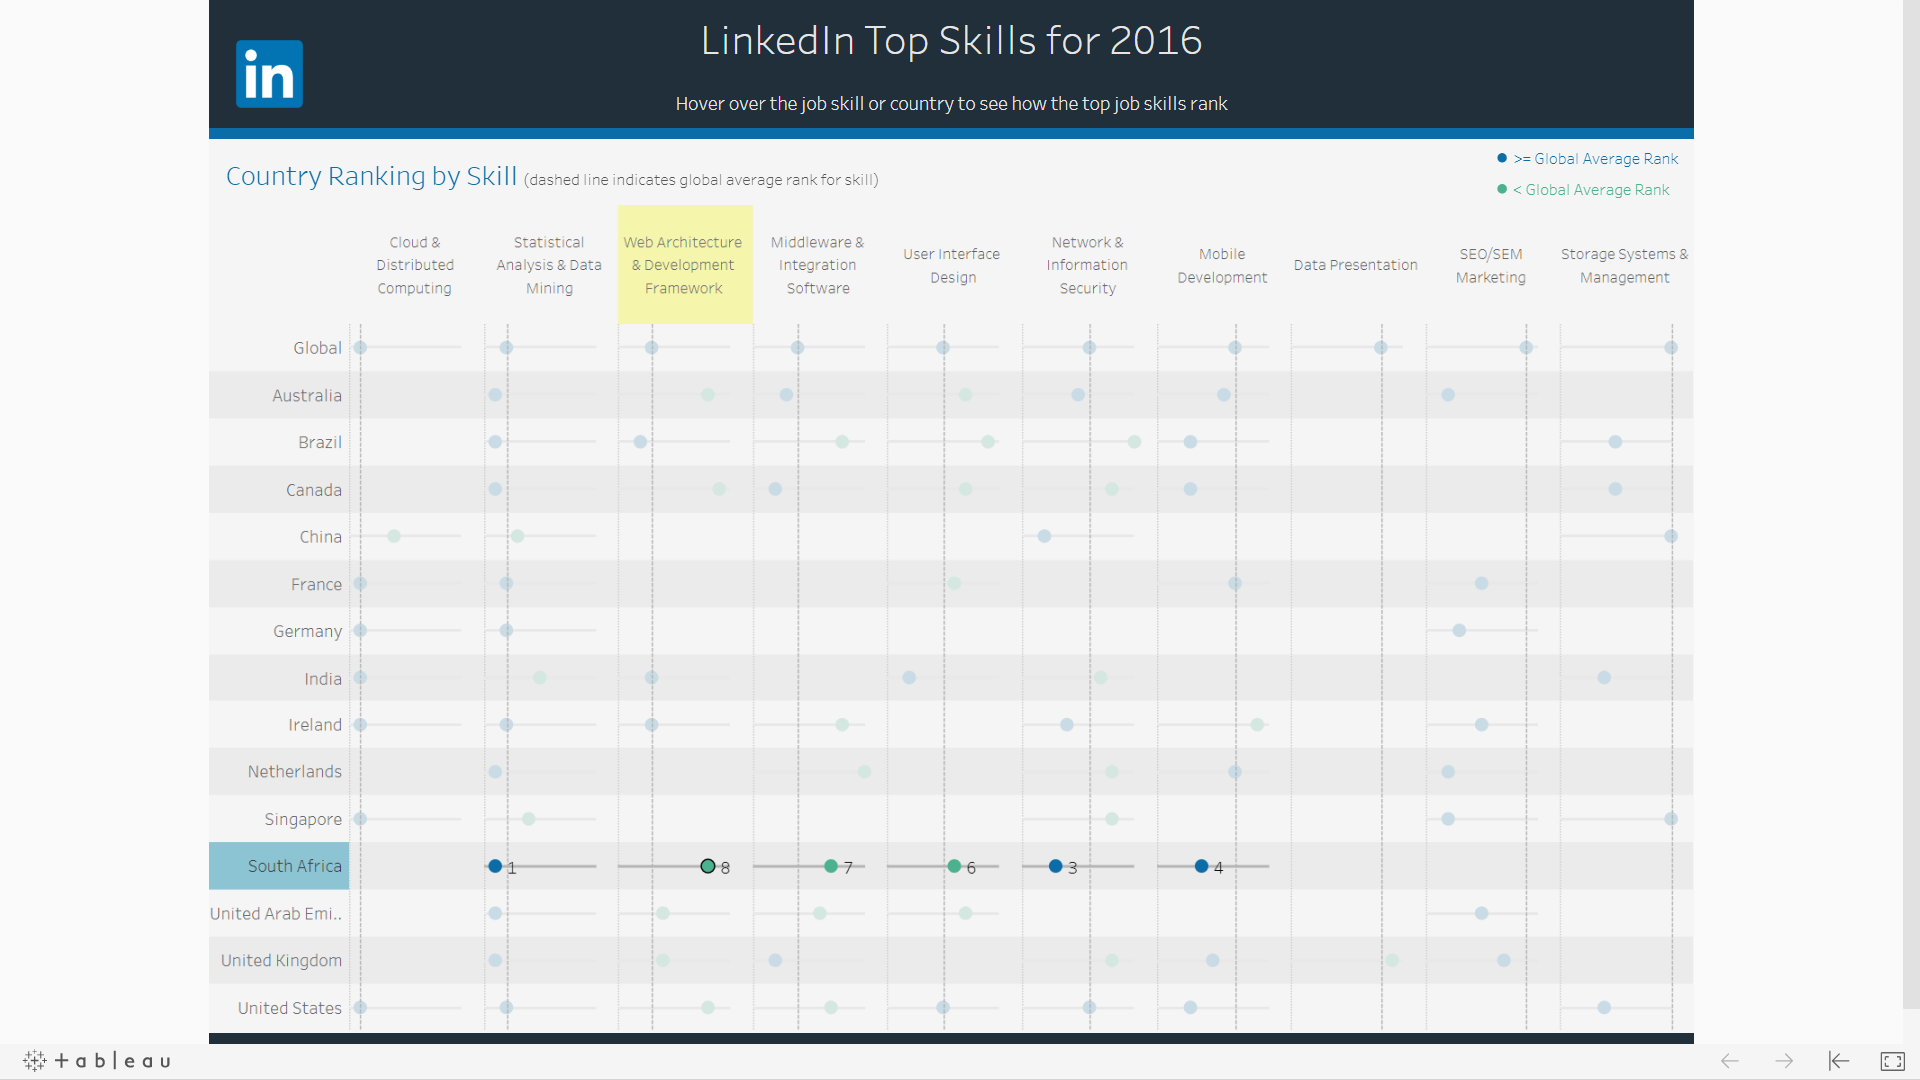 LinkedIn Top Skills for 2016
in
Hover over the job skill or country to see how the top job skills rank
Country Ranking by Skill (dashed line indicates global average rank for skill)
>= Global Average Rank
< Global Average Rank
Cloud &
Distributed
Computing
Statistical
Analysis & Data
Mining
Web Architecture
& Development
Framework
Middleware &
Integration
Software
User Interface
Design
Network &
Information
Security
Mobile
Development
Data Presentation
SEO/SEM
Marketing
Storage Systems &
Management
Global
Australia
Brazil
Canada
China
France
Germany
India
Ireland
Netherlands
Singapore
South Africa 1 8 7 6 3 4
United Arab Emi..
United Kingdom
United States
+ableau